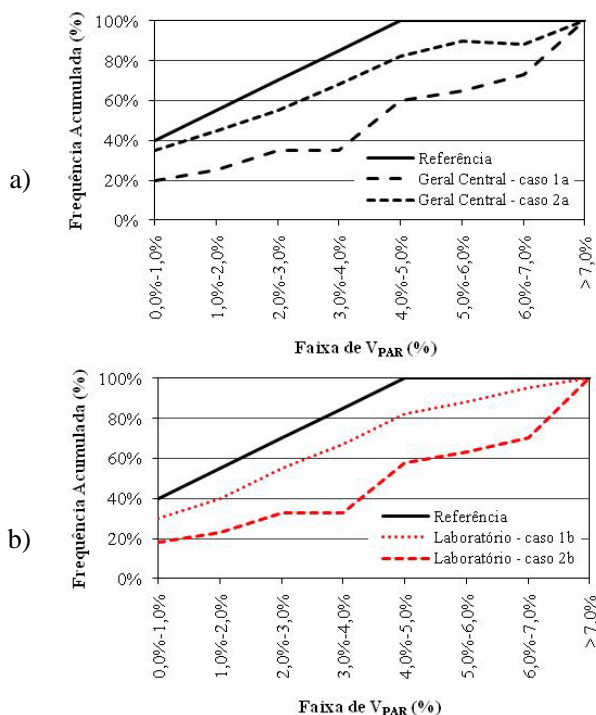 a)
Frequência Acumulada (%)
100%
80%
60%
40%
20%
0%
Referência
Geral Central - caso 1a
Geral Central - caso 2a
0,0%-1,0%
1,0%-2,0%
2,0%-3,0%
3,0%-4,0%
4,0%-5,0%
5,0%-6,0%
6,0%-7,0%
> 7,0%
Faixa de VPAR (%)
b)
Frequência Acumulada (%)
100%
80%
60%
40%
20%
0%
Referência
Laboratório - caso 1b
Laboratório - caso 2b
0,0%-1,0%
1,0%-2,0%
2,0%-3,0%
3,0%-4,0%
4,0%-5,0%
5,0%-6,0%
6,0%-7,0%
> 7,0%
Faixa de VPAR (%)